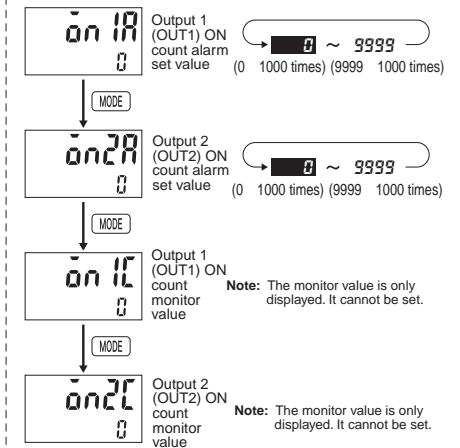 ōn 1A
0
Output 1
(OUT1) ON
count alarm
set value
0 ~ 9999
(0 1000 times) (9999 1000 times)
MODE
ōn2A
0
Output 2
(OUT2) ON
count alarm
set value
0 ~ 9999
(0 1000 times) (9999 1000 times)
MODE
ōn 1C
0
Output 1
(OUT1) ON
count
monitor
value
Note: The monitor value is only
displayed. It cannot be set.
MODE
ōn2C
0
Output 2
(OUT2) ON
count
monitor
value
Note: The monitor value is only
displayed. It cannot be set.